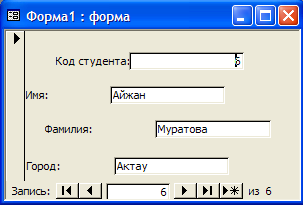 Форма1 : форма
Код студента: 6
Имя: Айжан
Фамилия: Муратова
Город: Актау
Запись: 6 из 6